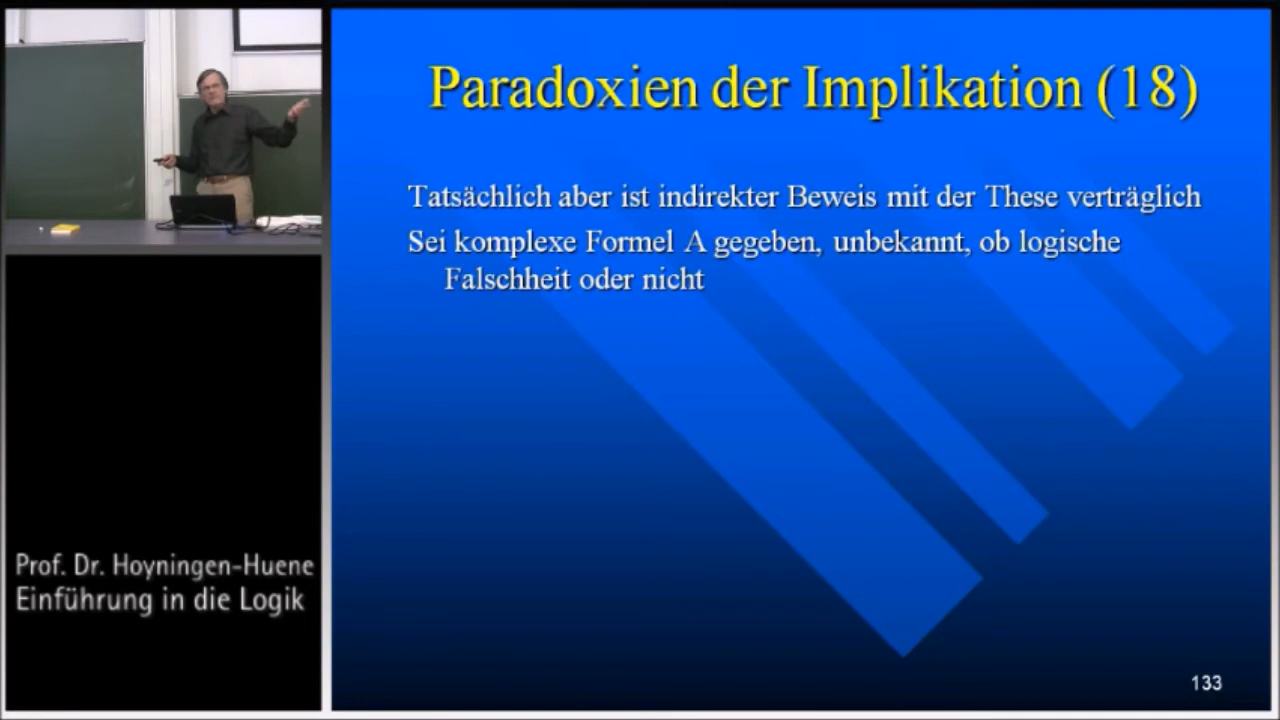 Paradoxien der Implikation (18)
Tatsächlich aber ist indirekter Beweis mit der These verträglich
Sei komplexe Formel A gegeben, unbekannt, ob logische
Falschheit oder nicht
Prof. Dr. Hoyningen-Huene
Einführung in die Logik
133